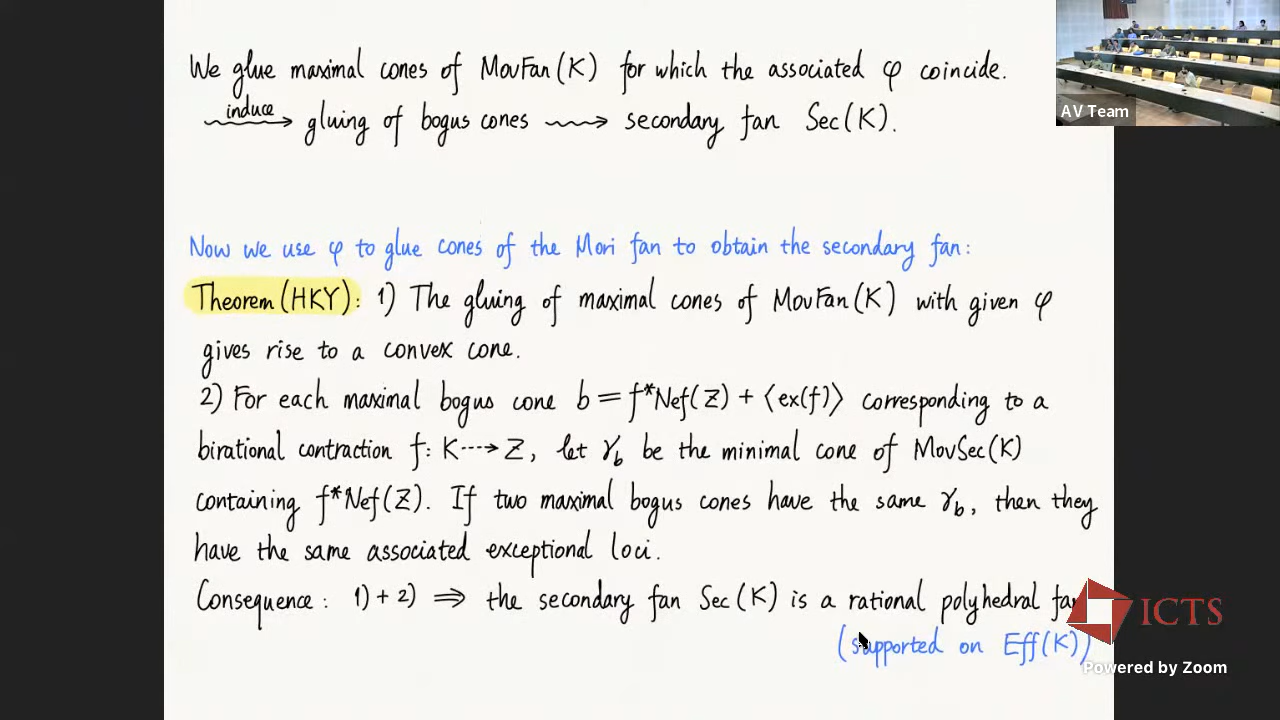 We glue maximal cones of MovFan(K) for which the associated φ coincide.
induce
⟿ gluing of bogus cones ⟿ secondary fan Sec(K).
AV Team
Now we use φ to glue cones of the Mori fan to obtain the secondary fan:
Theorem (HKY): 1) The gluing of maximal cones of MovFan(K) with given φ
gives rise to a convex cone.
2) For each maximal bogus cone b = f*Nef(Z) + ⟨ex(f)⟩ corresponding to a
birational contraction f: K ⇢ Z, let γ_b be the minimal cone of MovSec(K)
containing f*Nef(Z). If two maximal bogus cones have the same γ_b, then they
have the same associated exceptional loci.
Consequence: 1) + 2) ⟹ the secondary fan Sec(K) is a rational polyhedral fan
(supported on Eff(K))
ICTS
Powered by Zoom